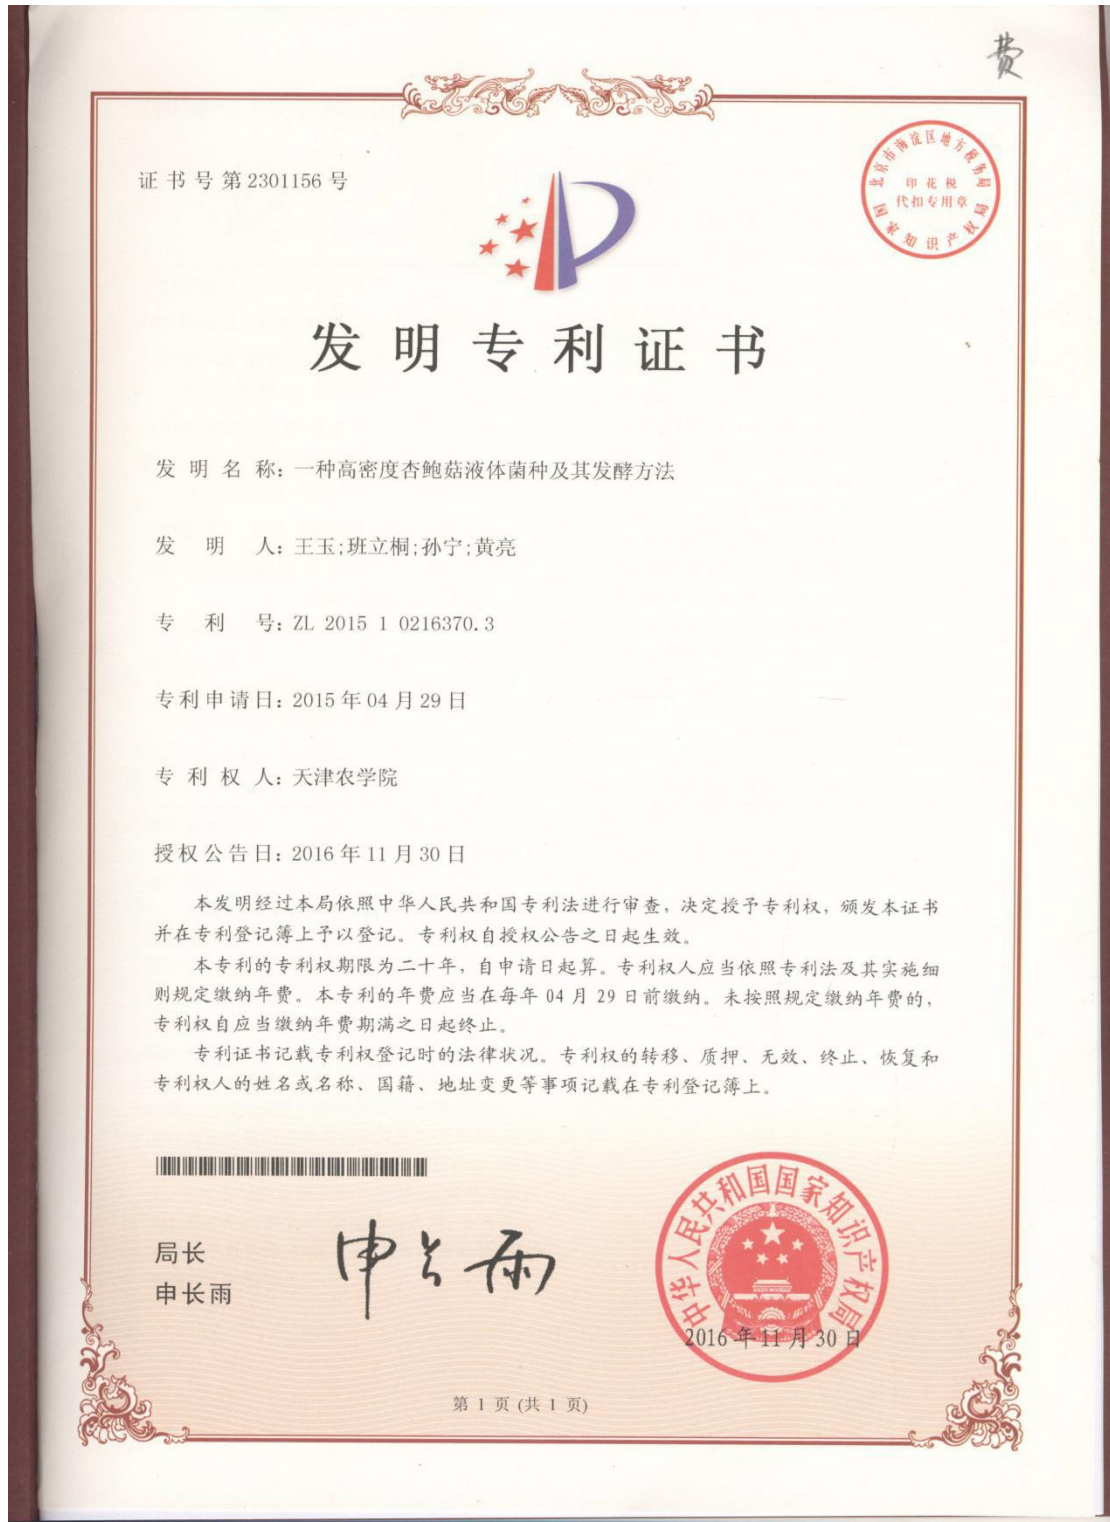 费
证书号第2301156号
北京市海淀区地方税务局
印花税
代扣专用章
国家知识产权局
发明专利证书
发明名称:一种高密度杏鲍菇液体菌种及其发酵方法
发明人:王玉;班立桐;孙宁;黄亮
专利号:ZL 2015 1 0216370.3
专利申请日:2015年04月29日
专利权人:天津农学院
授权公告日:2016年11月30日
本发明经过本局依照中华人民共和国专利法进行审查,决定授予专利权,颁发本证书
并在专利登记簿上予以登记。专利权自授权公告之日起生效。
本专利的专利权期限为二十年,自申请日起算。专利权人应当依照专利法及其实施细
则规定缴纳年费。本专利的年费应当在每年04月29日前缴纳。未按照规定缴纳年费的,
专利权自应当缴纳年费期满之日起终止。
专利证书记载专利权登记时的法律状况。专利权的转移、质押、无效、终止、恢复和
专利权人的姓名或名称、国籍、地址变更等事项记载在专利登记簿上。
局长
申长雨
申长雨
中华人民共和国国家知识产权局
2016年11月30日
第1页(共1页)